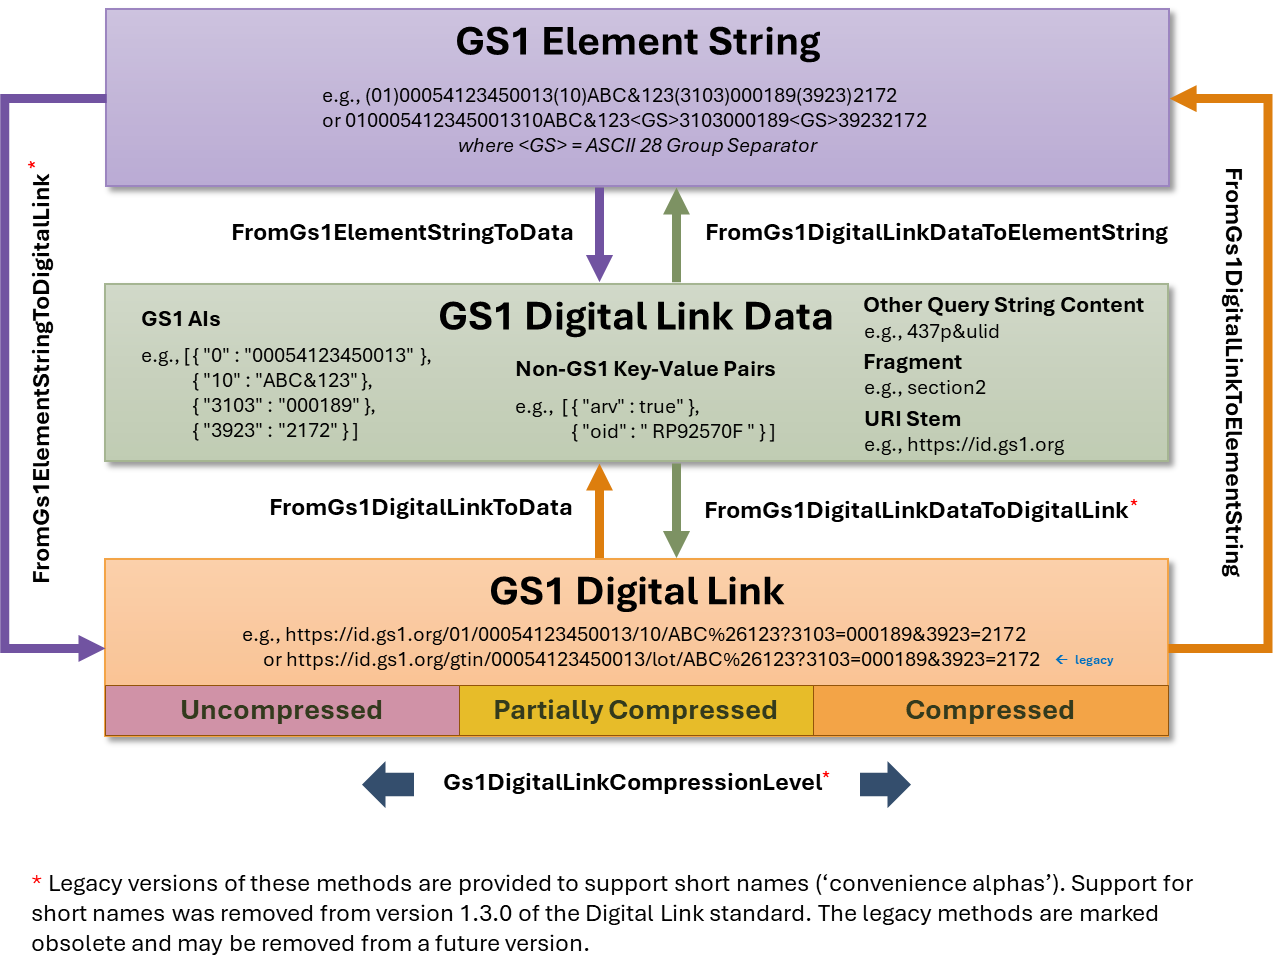 GS1 Element String
e.g., (01)00054123450013(10)ABC&123(3103)000189(3923)2172
or 010005412345001310ABC&123<GS>3103000189<GS>39232172
where <GS> = ASCII 28 Group Separator
FromGs1ElementStringToDigitalLink*
FromGs1ElementStringToData
FromGs1DigitalLinkDataToElementString
FromGs1DigitalLinkToElementString
GS1 Digital Link Data
GS1 AIs
e.g., [ { "0" : "00054123450013" },
{ "10" : "ABC&123" },
{ "3103" : "000189" },
{ "3923" : "2172" } ]
Non-GS1 Key-Value Pairs
e.g., [ { "arv" : true" },
{ "oid" : " RP92570F " } ]
Other Query String Content
e.g., 437p&ulid
Fragment
e.g., section2
URI Stem
e.g., https://id.gs1.org
FromGs1DigitalLinkToData
FromGs1DigitalLinkDataToDigitalLink*
GS1 Digital Link
e.g., https://id.gs1.org/01/00054123450013/10/ABC%26123?3103=000189&3923=2172
or https://id.gs1.org/gtin/00054123450013/lot/ABC%26123?3103=000189&3923=2172 ← legacy
Uncompressed
Partially Compressed
Compressed
Gs1DigitalLinkCompressionLevel*
* Legacy versions of these methods are provided to support short names (‘convenience alphas’). Support for
short names was removed from version 1.3.0 of the Digital Link standard. The legacy methods are marked
obsolete and may be removed from a future version.